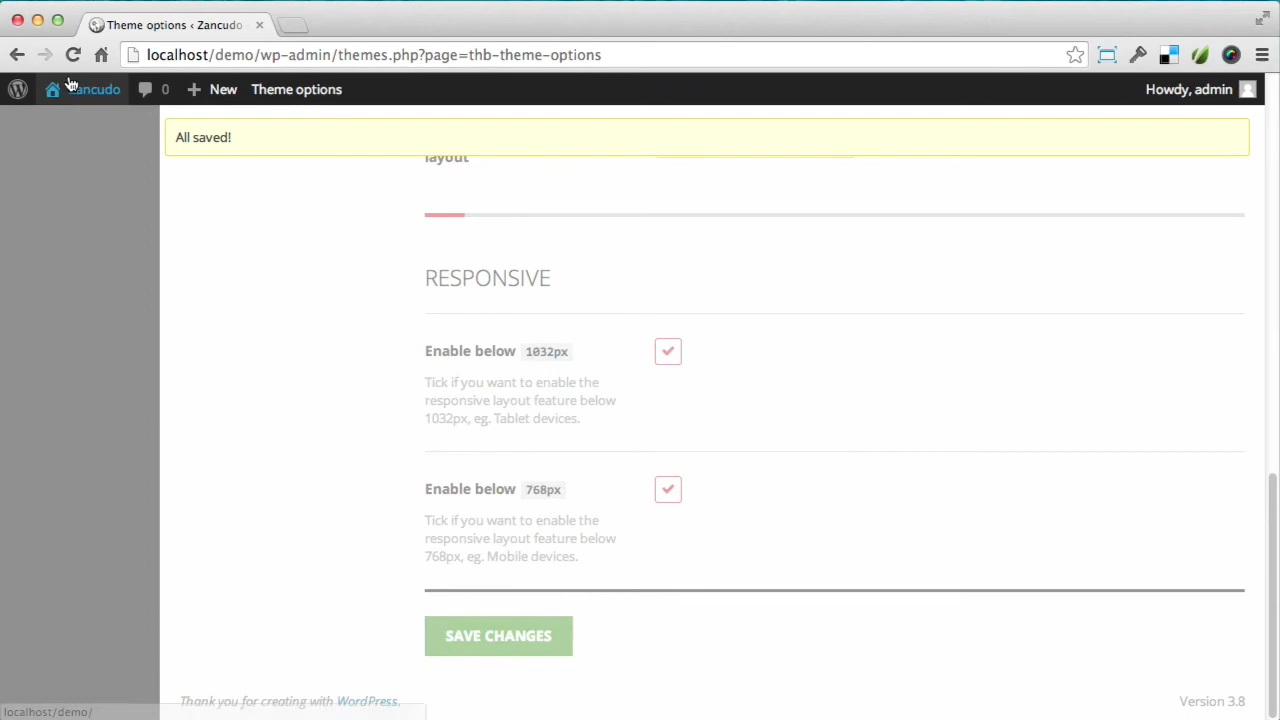 Theme options ‹ Zancudo
localhost/demo/wp-admin/themes.php?page=thb-theme-options
Zancudo 0 New Theme options Howdy, admin
All saved!
layout
RESPONSIVE
Enable below 1032px
Tick if you want to enable the
responsive layout feature below
1032px, eg. Tablet devices.
Enable below 768px
Tick if you want to enable the
responsive layout feature below
768px, eg. Mobile devices.
SAVE CHANGES
Thank you for creating with WordPress.
Version 3.8
localhost/demo/